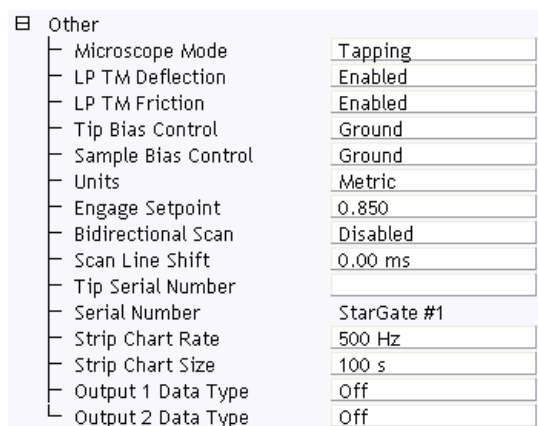 Other
Microscope Mode Tapping
LP TM Deflection Enabled
LP TM Friction Enabled
Tip Bias Control Ground
Sample Bias Control Ground
Units Metric
Engage Setpoint 0.850
Bidirectional Scan Disabled
Scan Line Shift 0.00 ms
Tip Serial Number
Serial Number StarGate #1
Strip Chart Rate 500 Hz
Strip Chart Size 100 s
Output 1 Data Type Off
Output 2 Data Type Off